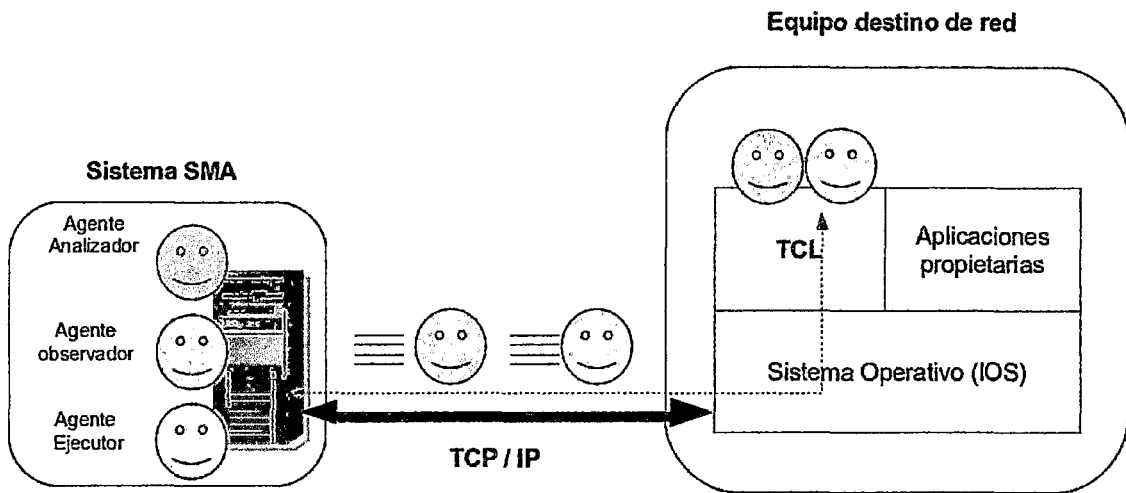 Equipo destino de red
Sistema SMA
Agente
Analizador
Agente
observador
Agente
Ejecutor
TCP / IP
TCL
Aplicaciones
propietarias
Sistema Operativo (IOS)